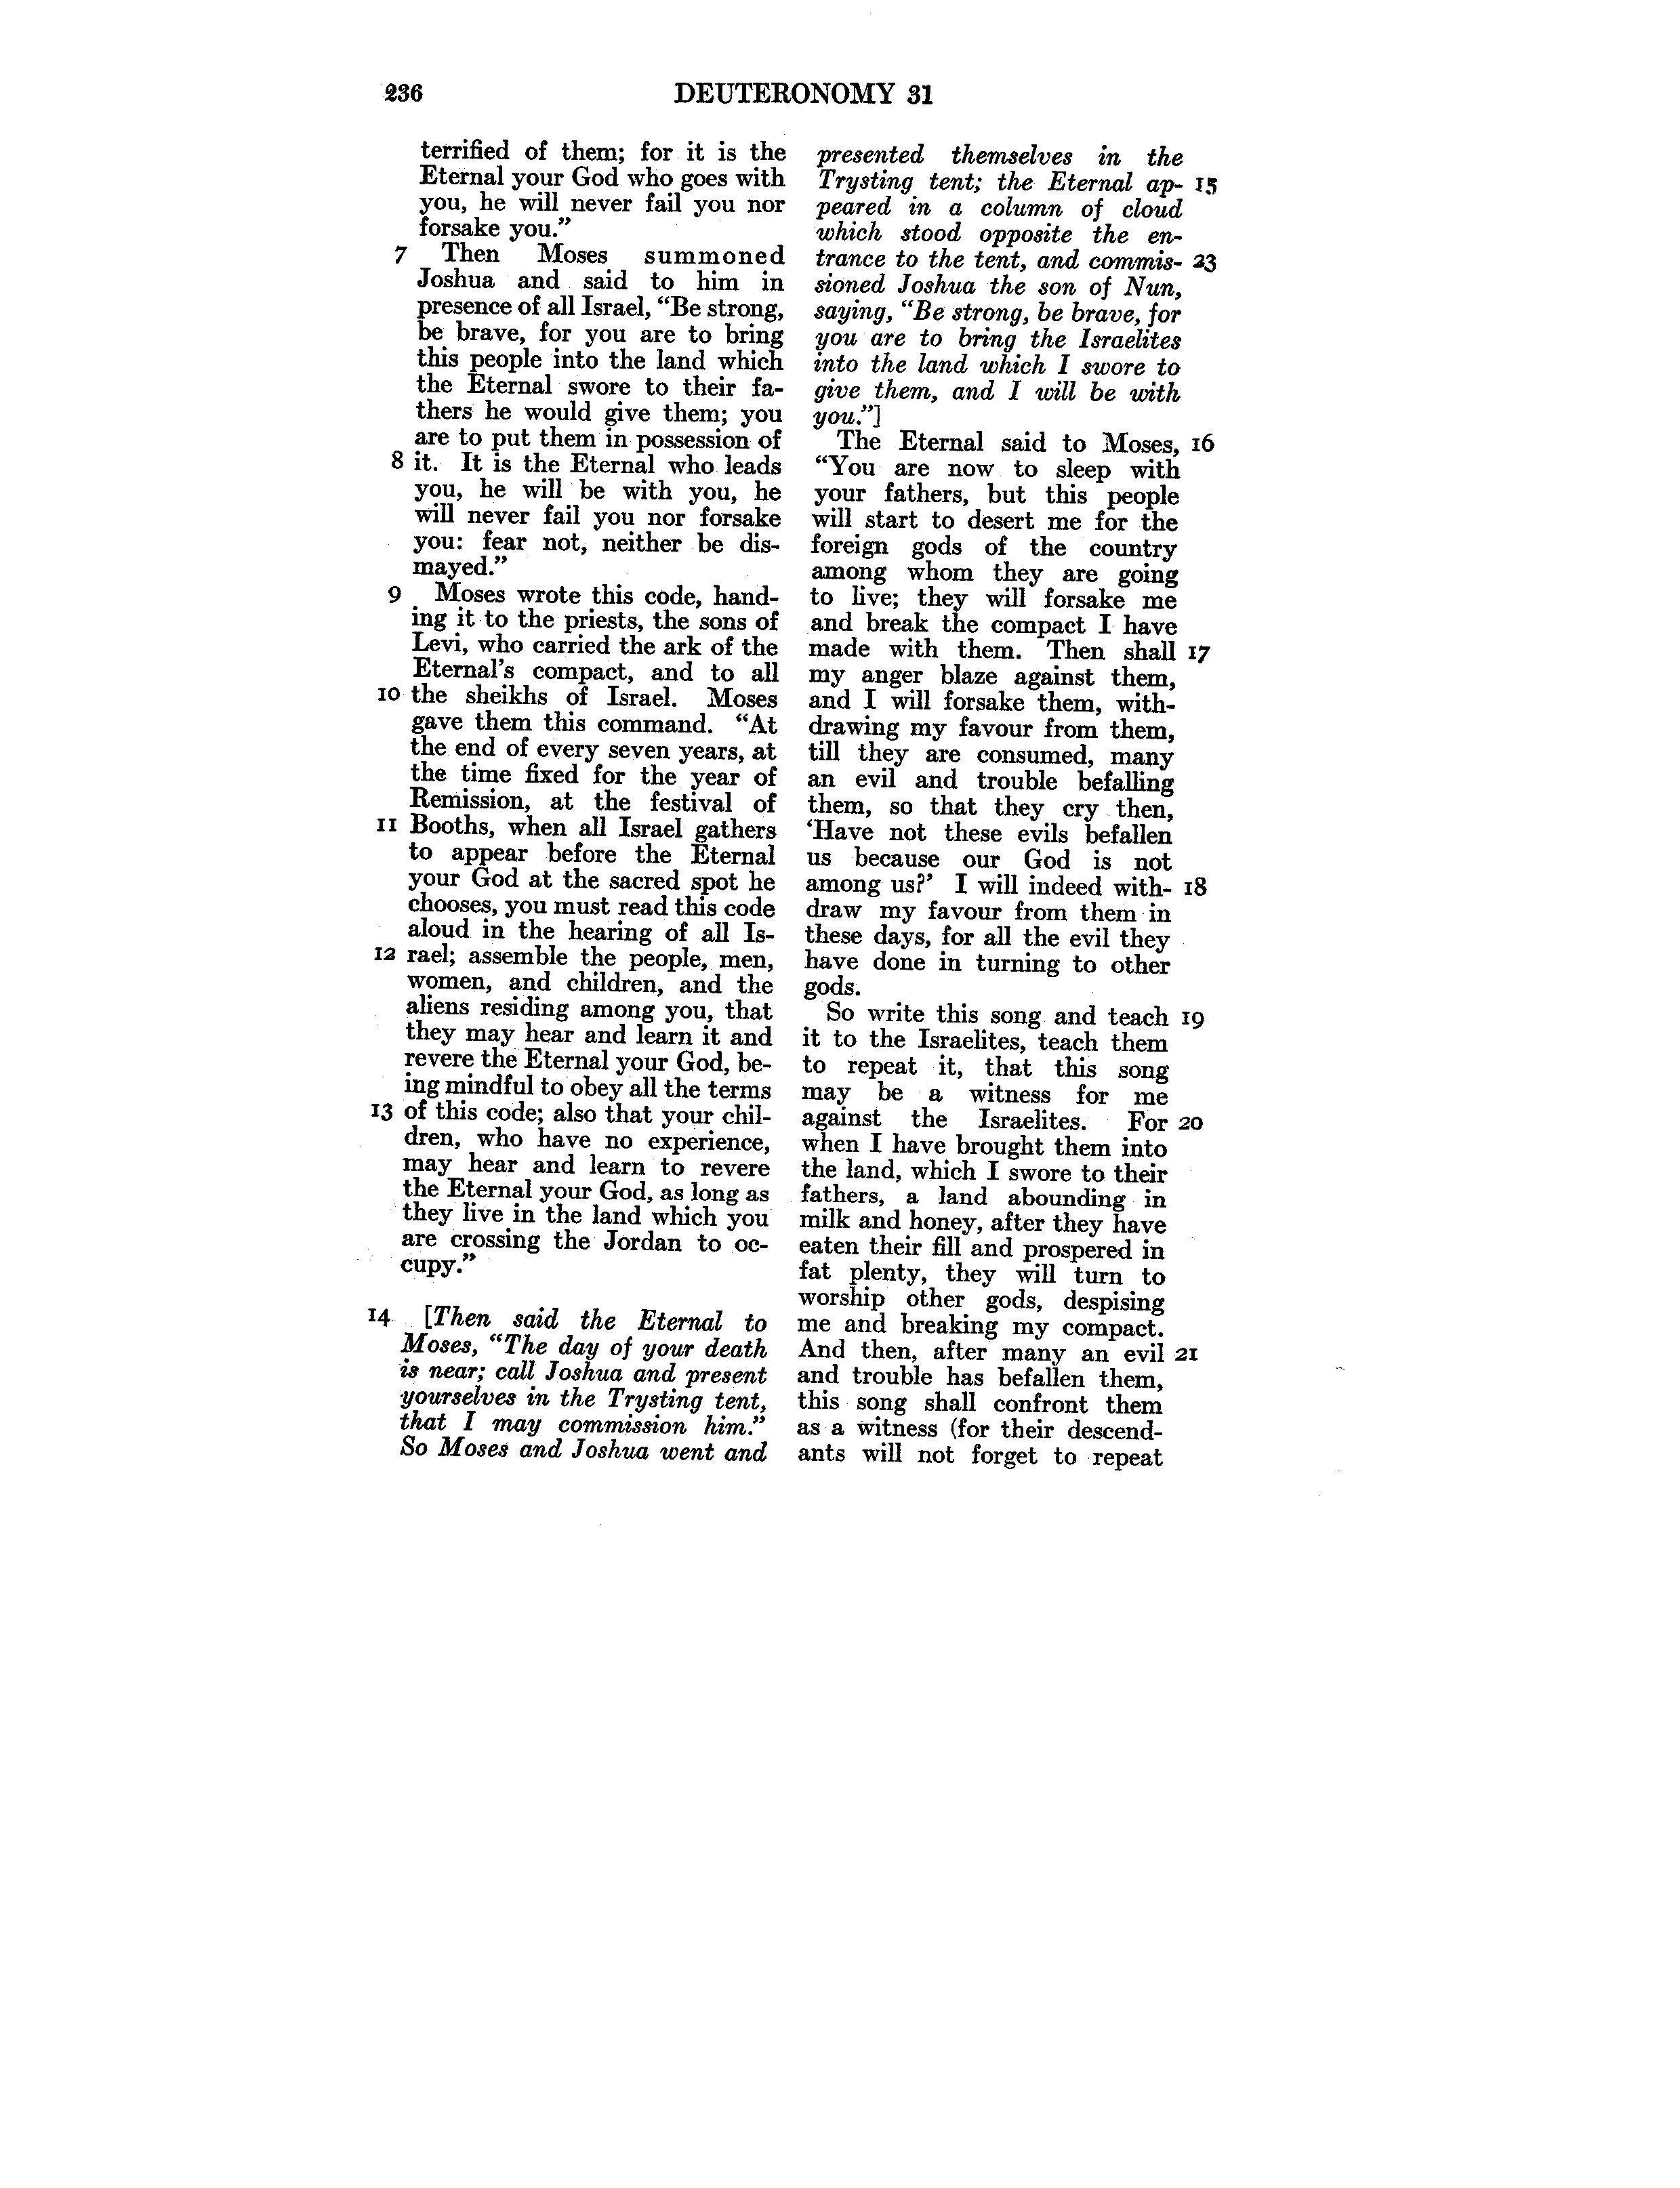 236 DEUTERONOMY 31
terrified of them; for it is the
Eternal your God who goes with
you, he will never fail you nor
forsake you.”
7 Then Moses summoned
Joshua and said to him in
presence of all Israel, “Be strong,
be brave, for you are to bring
this people into the land which
the Eternal swore to their fa-
thers he would give them; you
are to put them in possession of
8 it. It is the Eternal who leads
you, he will be with you, he
will never fail you nor forsake
you: fear not, neither be dis-
mayed.”
9 Moses wrote this code, hand-
ing it to the priests, the sons of
Levi, who carried the ark of the
Eternal’s compact, and to all
10 the sheikhs of Israel. Moses
gave them this command. “At
the end of every seven years, at
the time fixed for the year of
Remission, at the festival of
11 Booths, when all Israel gathers
to appear before the Eternal
your God at the sacred spot he
chooses, you must read this code
aloud in the hearing of all Is-
12 rael; assemble the people, men,
women, and children, and the
aliens residing among you, that
they may hear and learn it and
revere the Eternal your God, be-
ing mindful to obey all the terms
13 of this code; also that your chil-
dren, who have no experience,
may hear and learn to revere
the Eternal your God, as long as
they live in the land which you
are crossing the Jordan to oc-
cupy.”
14 [Then said the Eternal to
Moses, “The day of your death
is near; call Joshua and present
yourselves in the Trysting tent,
that I may commission him.”
So Moses and Joshua went and
presented themselves in the
Trysting tent; the Eternal ap- 15
peared in a column of cloud
which stood opposite the en-
trance to the tent, and commis- 23
sioned Joshua the son of Nun,
saying, “Be strong, be brave, for
you are to bring the Israelites
into the land which I swore to
give them, and I will be with
you.”]
The Eternal said to Moses, 16
“You are now to sleep with
your fathers, but this people
will start to desert me for the
foreign gods of the country
among whom they are going
to live; they will forsake me
and break the compact I have
made with them. Then shall 17
my anger blaze against them,
and I will forsake them, with-
drawing my favour from them,
till they are consumed, many
an evil and trouble befalling
them, so that they cry then,
‘Have not these evils befallen
us because our God is not
among us?’ I will indeed with- 18
draw my favour from them in
these days, for all the evil they
have done in turning to other
gods.
So write this song and teach 19
it to the Israelites, teach them
to repeat it, that this song
may be a witness for me
against the Israelites. For 20
when I have brought them into
the land, which I swore to their
fathers, a land abounding in
milk and honey, after they have
eaten their fill and prospered in
fat plenty, they will turn to
worship other gods, despising
me and breaking my compact.
And then, after many an evil 21
and trouble has befallen them,
this song shall confront them
as a witness (for their descend-
ants will not forget to repeat